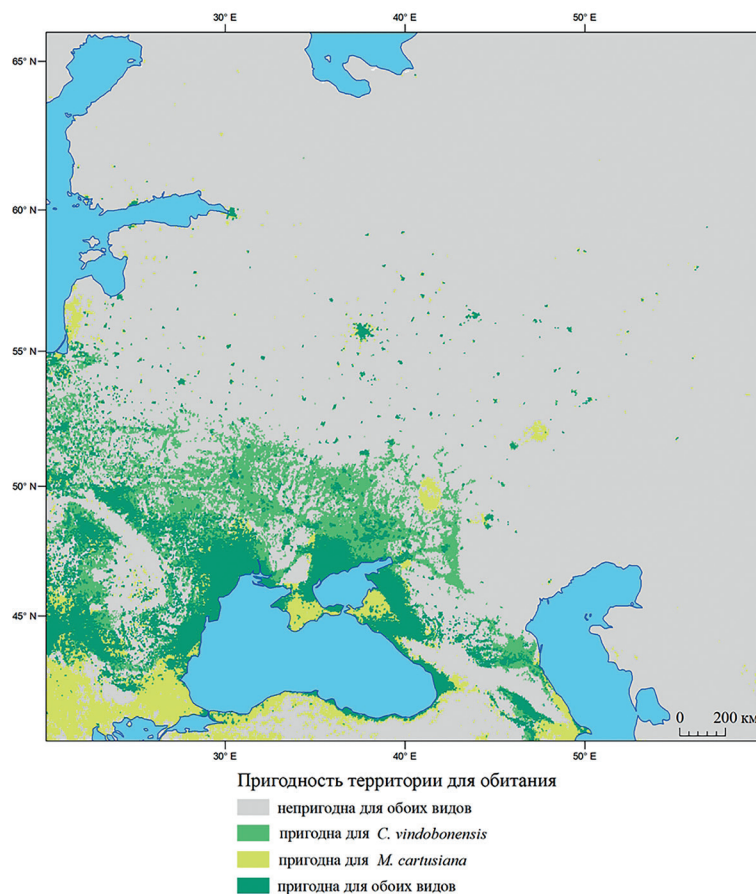 30° E 40° E 50° E
65° N
60° N
55° N
50° N
45° N
0 200 км
30° E 40° E 50° E
Пригодность территории для обитания
непригодна для обоих видов
пригодна для C. vindobonensis
пригодна для M. cartusiana
пригодна для обоих видов